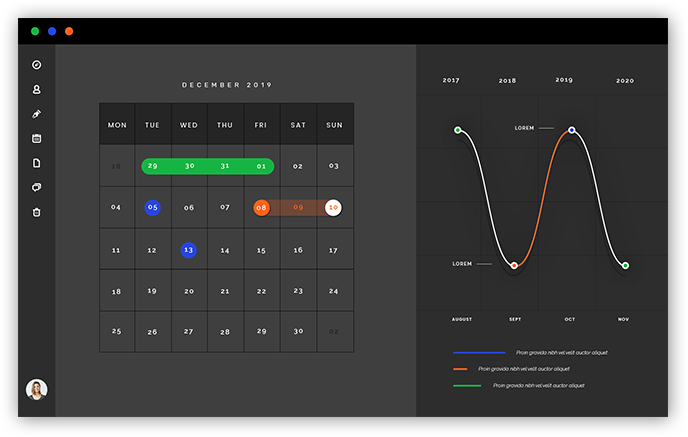 DECEMBER 2019
MON TUE WED THU FRI SAT SUN
28 29 30 31 01 02 03
04 05 06 07 08 09 10
11 12 13 14 15 16 17
18 19 20 21 22 23 24
25 26 27 28 29 30 02
2017 2018 2019 2020
LOREM
LOREM
AUGUST SEPT OCT NOV
Proin gravida nibh vel velit auctor aliquet
Proin gravida nibh vel velit auctor aliquet
Proin gravida nibh vel velit auctor aliquet